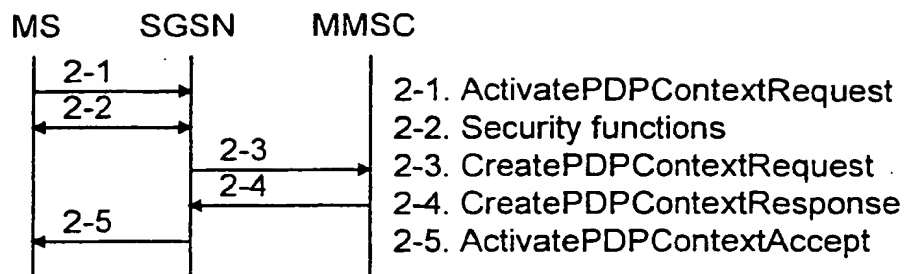 MS SGSN MMSC
2-1
2-2
2-3
2-4
2-5
2-1. ActivatePDPContextRequest
2-2. Security functions
2-3. CreatePDPContextRequest
2-4. CreatePDPContextResponse
2-5. ActivatePDPContextAccept